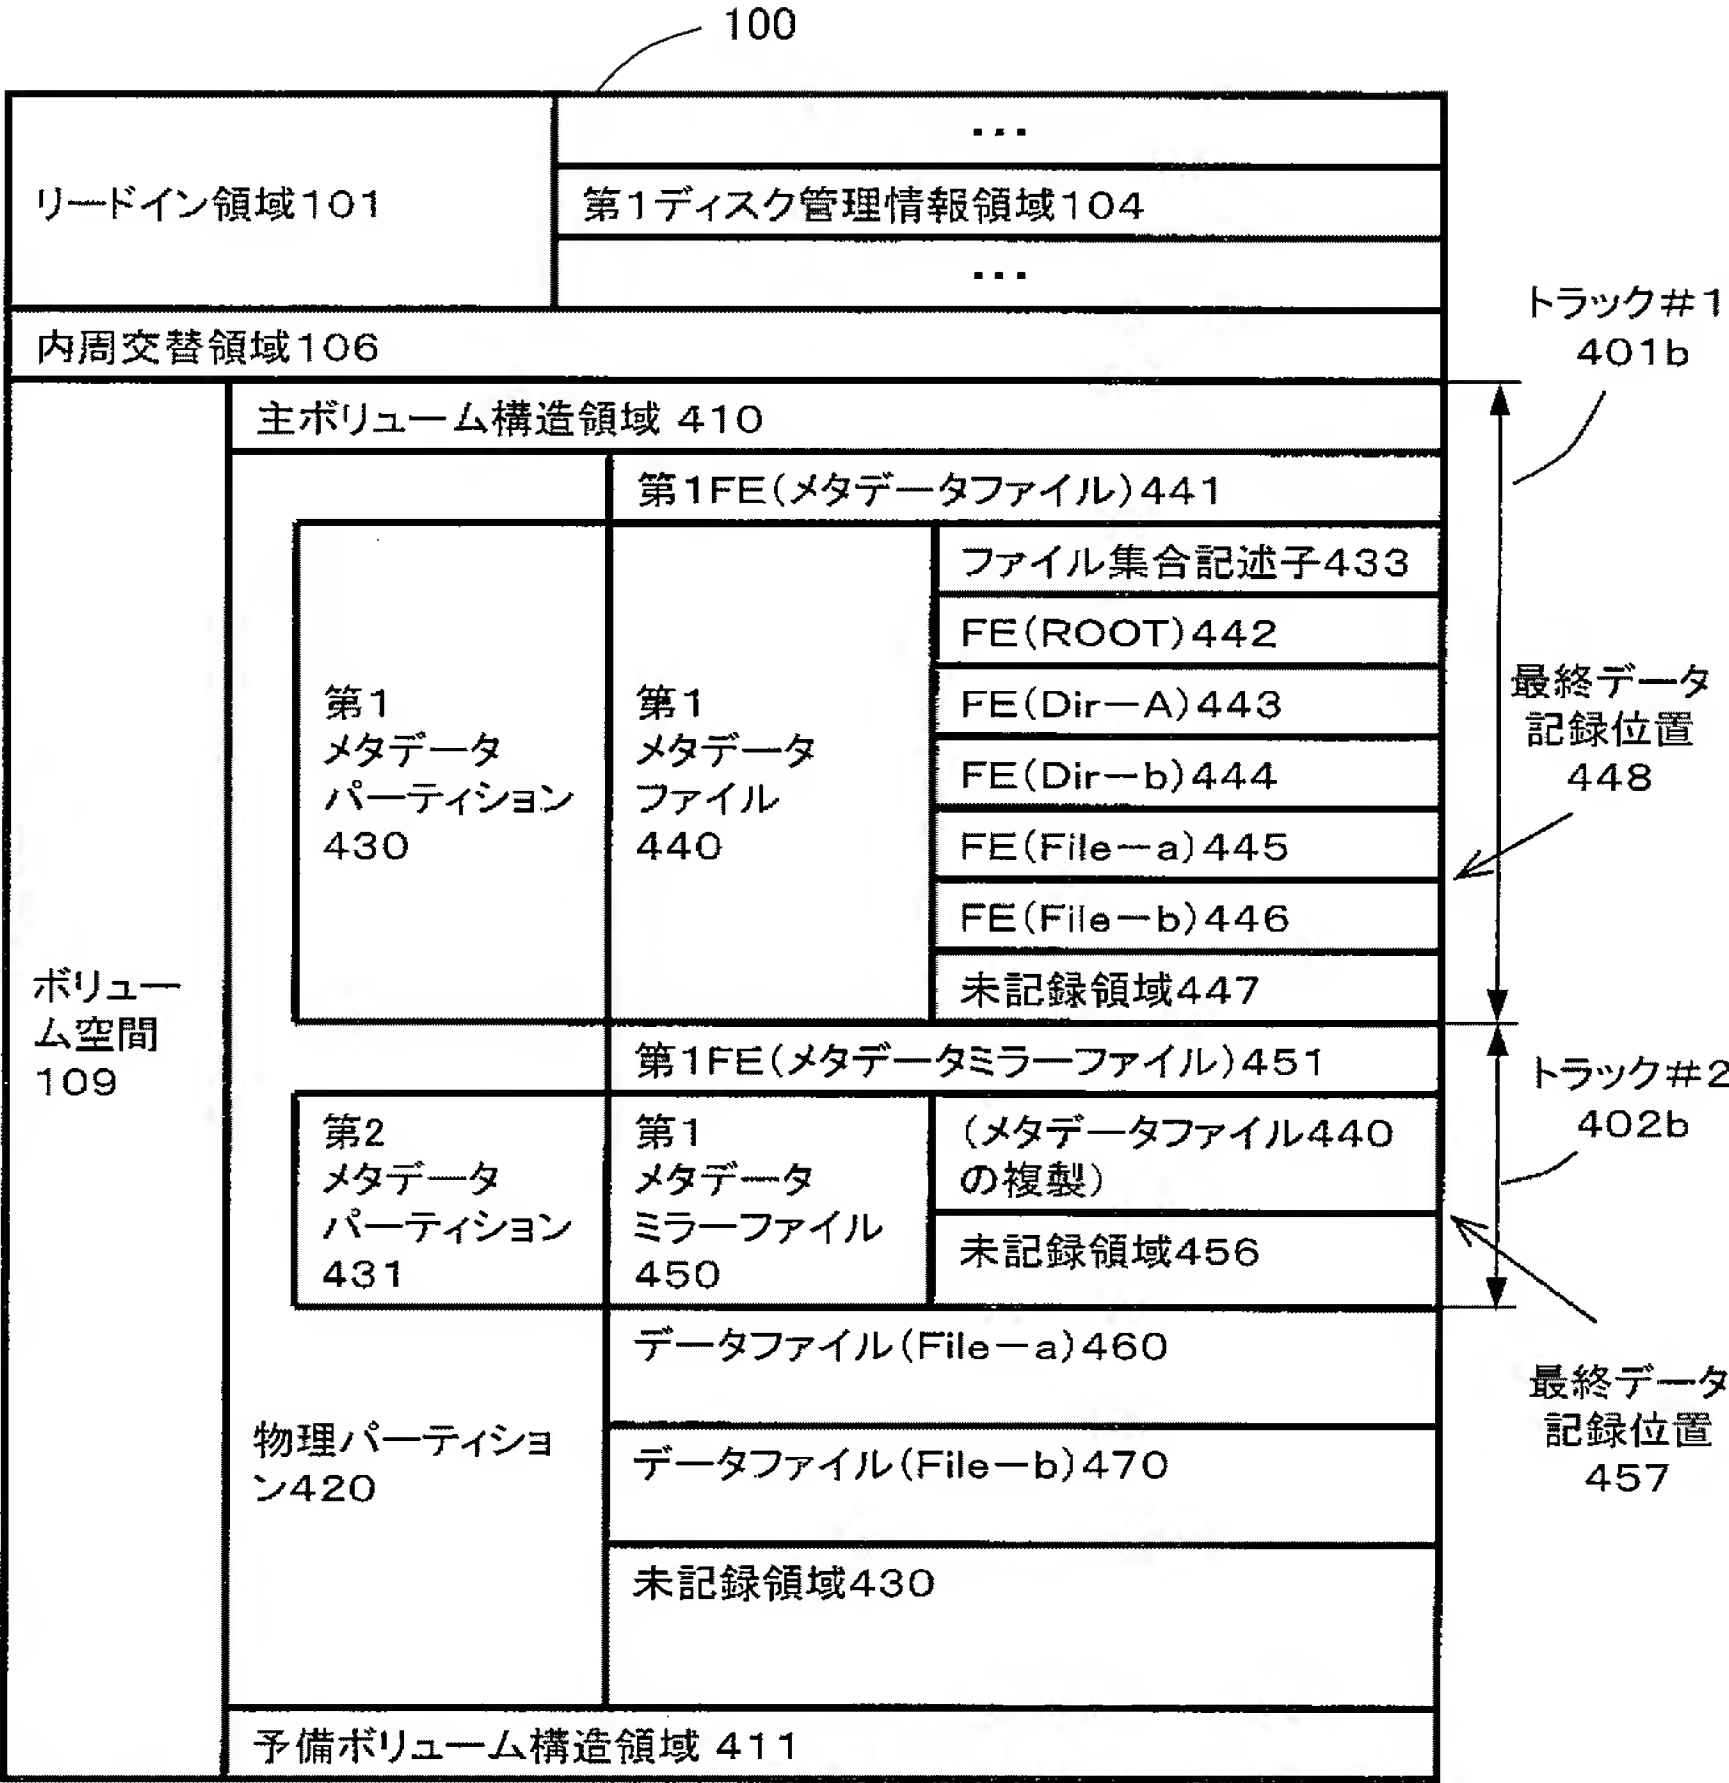 100
・・・
リードイン領域101
第1ディスク管理情報領域104
・・・
トラック#1
401b
内周交替領域106
主ボリューム構造領域 410
第1FE(メタデータファイル)441
ファイル集合記述子433
FE(ROOT)442
FE(Dir-A)443
FE(Dir-b)444
FE(File-a)445
FE(File-b)446
未記録領域447
第1
メタデータ
パーティション
430
第1
メタデータ
ファイル
440
最終データ
記録位置
448
ボリュー
ム空間
109
第1FE(メタデータミラーファイル)451
トラック#2
402b
第2
メタデータ
パーティション
431
第1
メタデータ
ミラーファイル
450
(メタデータファイル440
の複製)
未記録領域456
データファイル(File-a)460
最終データ
記録位置
457
物理パーティショ
ン420
データファイル(File-b)470
未記録領域430
予備ボリューム構造領域 411